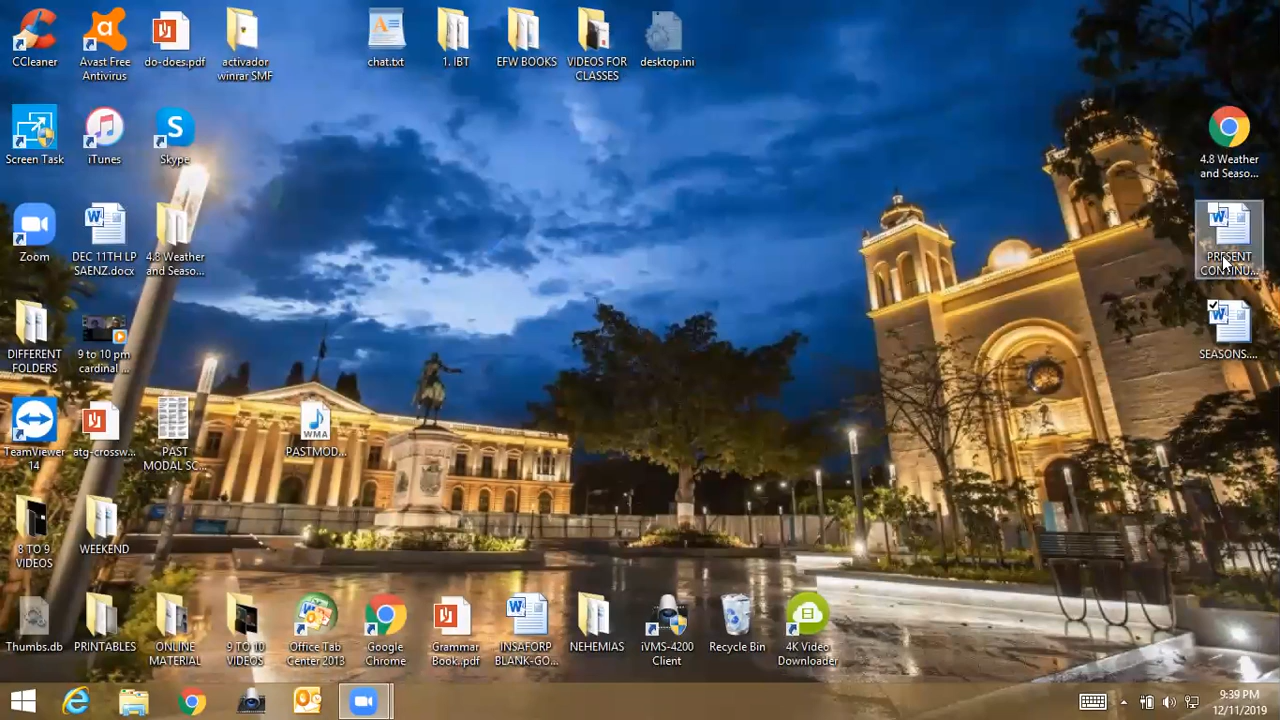 CCleaner
Avast Free
Antivirus
do-does.pdf
activador
winrar SMF
chat.txt
1. IBT
EFW BOOKS
VIDEOS FOR
CLASSES
desktop.ini
Screen Task
iTunes
Skype
4.8 Weather
and Seaso...
Zoom
DEC 11TH LP
SAENZ.docx
4.8 Weather
and Seaso...
PRESENT
CONTINU...
DIFFERENT
FOLDERS
9 to 10 pm
cardinal ...
SEASONS....
TeamViewer
14
atg-crossw...
PAST
MODAL SC...
WMA
PASTMOD...
8 TO 9
VIDEOS
WEEKEND
Thumbs.db
PRINTABLES
ONLINE
MATERIAL
9 TO 10
VIDEOS
Office Tab
Center 2013
Google
Chrome
Grammar
Book..pdf
INSAFORP
BLANK-GO...
NEHEMIAS
iVMS-4200
Client
Recycle Bin
4K Video
Downloader
9:39 PM
12/11/2019